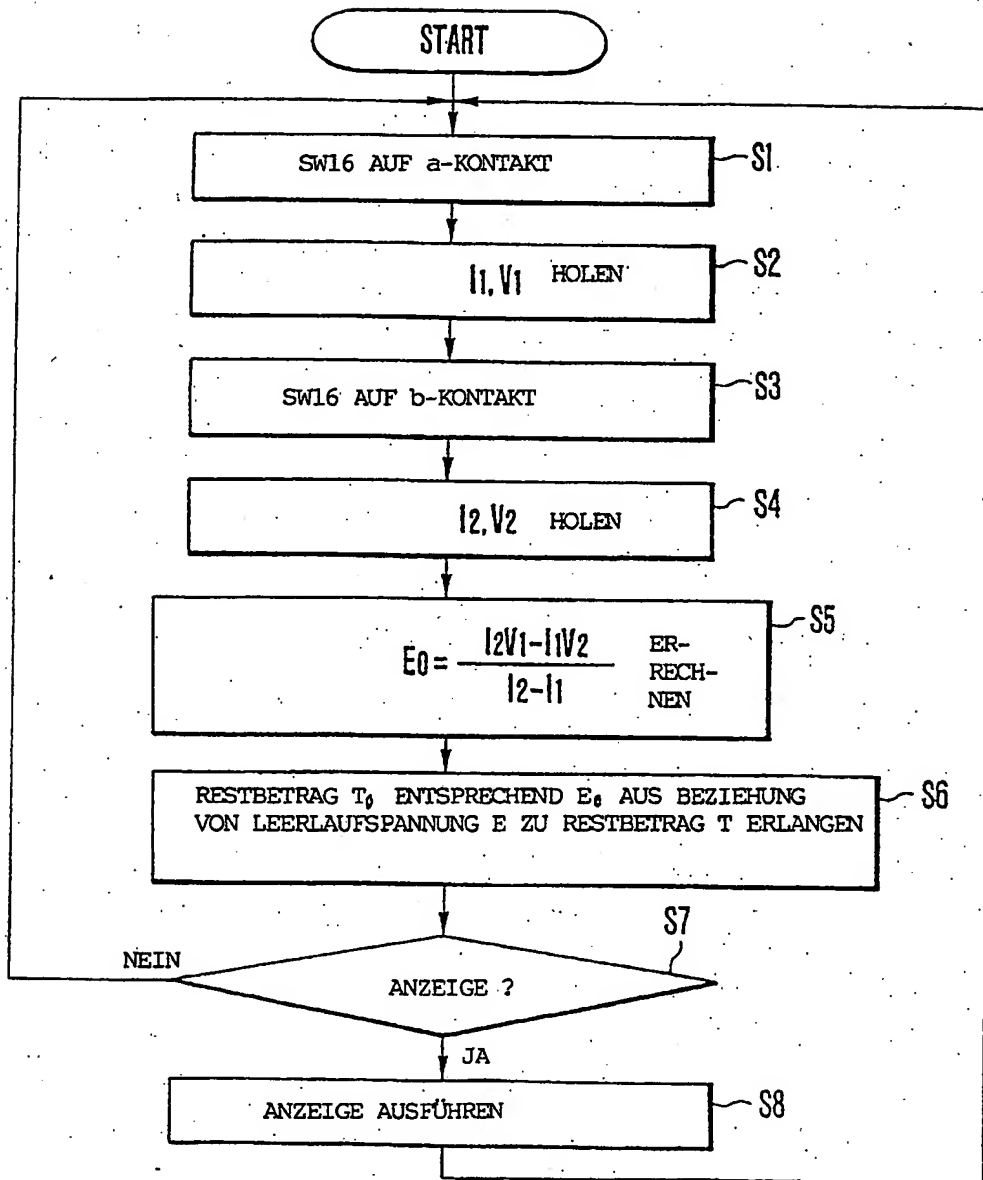 START
SW16 AUF a-KONTAKT
S1
I1, V1 HOLEN
S2
SW16 AUF b-KONTAKT
S3
I2, V2 HOLEN
S4
S5
E0 = (I2V1-I1V2) / (I2-I1)
ER-
RECH-
NEN
RESTBETRAG T0 ENTSPRECHEND E0 AUS BEZIEHUNG
VON LEERLAUFSPANNUNG E ZU RESTBETRAG T ERLANGEN
S6
S7
NEIN
ANZEIGE ?
JA
ANZEIGE AUSFÜHREN
S8